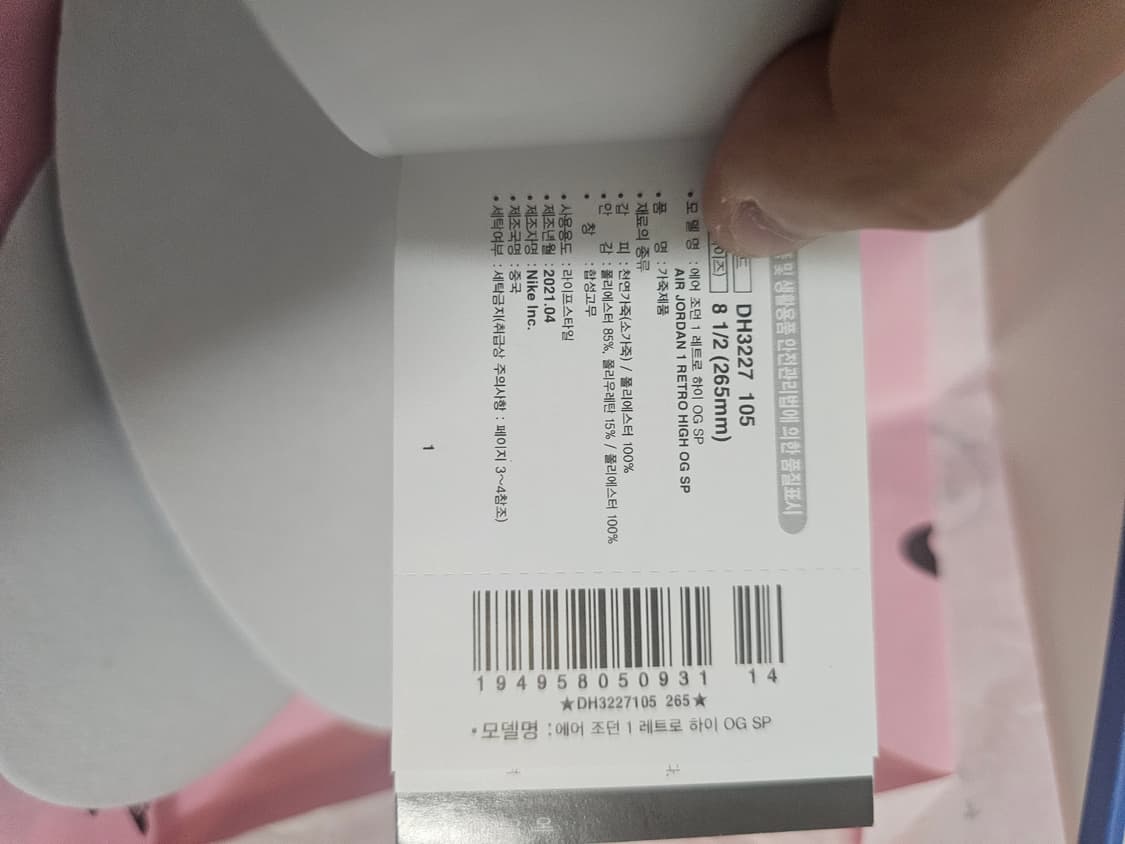 및 생활용품 안전관리법에 의한 품질표시
드 DH3227 105
이즈) 8 1/2 (265mm)
• 모 델 명 : 에어 조던 1 레트로 하이 OG SP
AIR JORDAN 1 RETRO HIGH OG SP
• 품 명 : 가죽제품
• 재료의 종류
• 겉 피 : 천연가죽(소가죽) / 폴리에스터 100%
• 안 감 : 폴리에스터 85%, 폴리우레탄 15% / 폴리에스터 100%
• 창 : 합성고무
• 사용용도 : 라이프스타일
• 제조년월 : 2021.04
• 제조사명 : Nike Inc.
• 제조국명 : 중국
• 세탁여부 : 세탁금지(취급상 주의사항 : 페이지 3~4참조)
1
194958050931 14
★DH3227105 265★
• 모델명 : 에어 조던 1 레트로 하이 OG SP